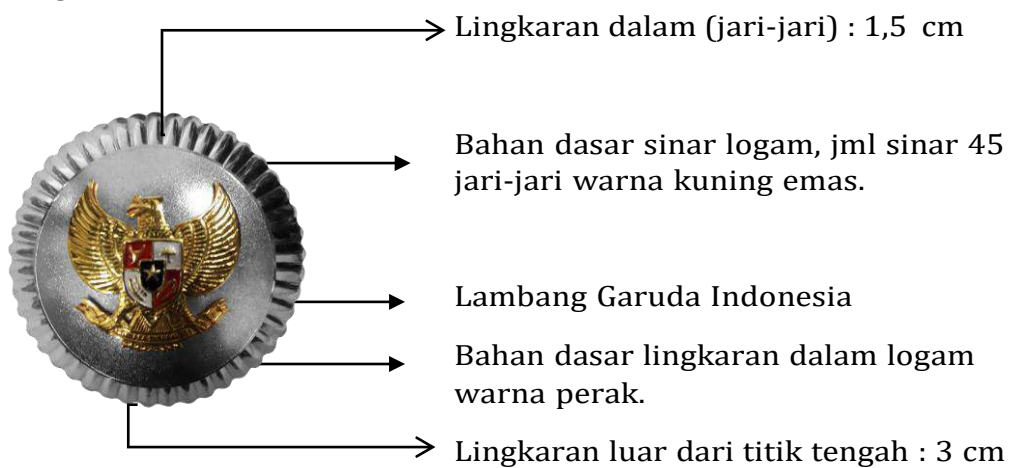 Lingkaran dalam (jari-jari) : 1,5 cm
Bahan dasar sinar logam, jml sinar 45
jari-jari warna kuning emas.
Lambang Garuda Indonesia
Bahan dasar lingkaran dalam logam
warna perak.
Lingkaran luar dari titik tengah : 3 cm